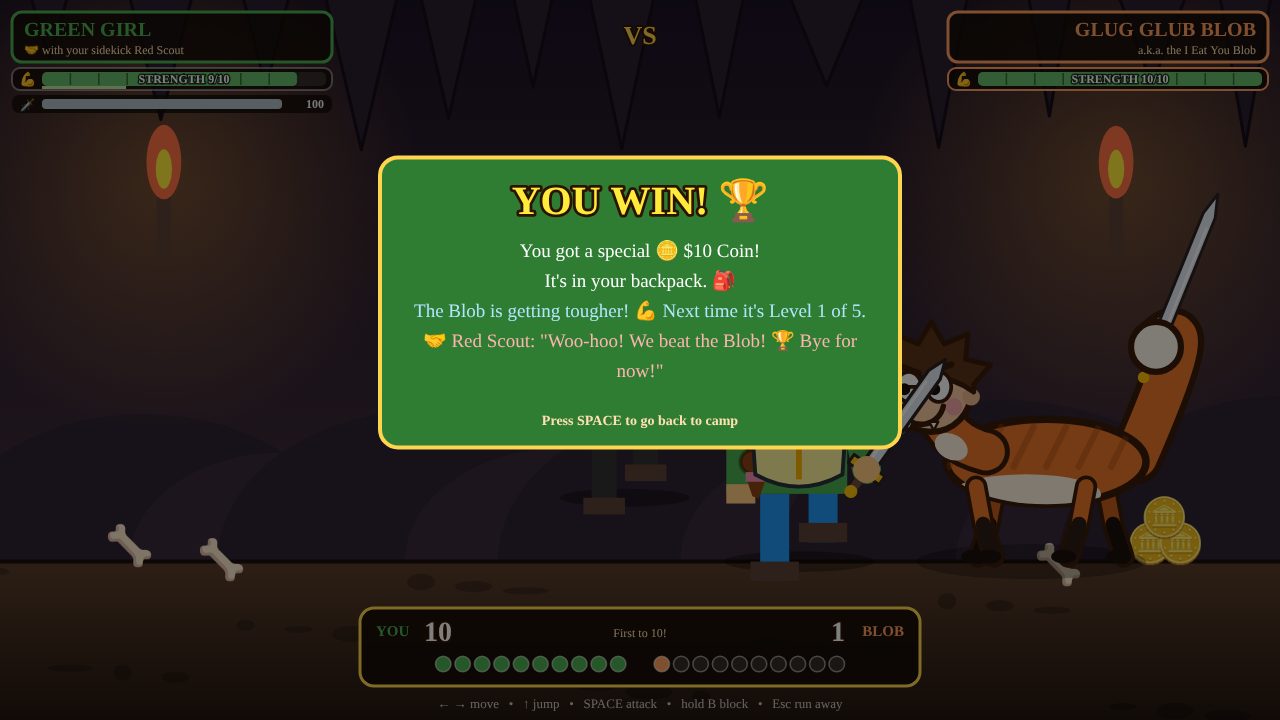 GREEN GIRL
🤝 with your sidekick Red Scout
💪 STRENGTH 9/10
🗡️ 100
VS
GLUG GLUB BLOB
a.k.a. the I Eat You Blob
💪 STRENGTH 10/10
YOU WIN! 🏆
You got a special 🪙 $10 Coin!
It's in your backpack. 🎒
The Blob is getting tougher! 💪 Next time it's Level 1 of 5.
🤝 Red Scout: "Woo-hoo! We beat the Blob! 🏆 Bye for
now!"
Press SPACE to go back to camp
YOU 10 First to 10! 1 BLOB
← → move • ↑ jump • SPACE attack • hold B block • Esc run away